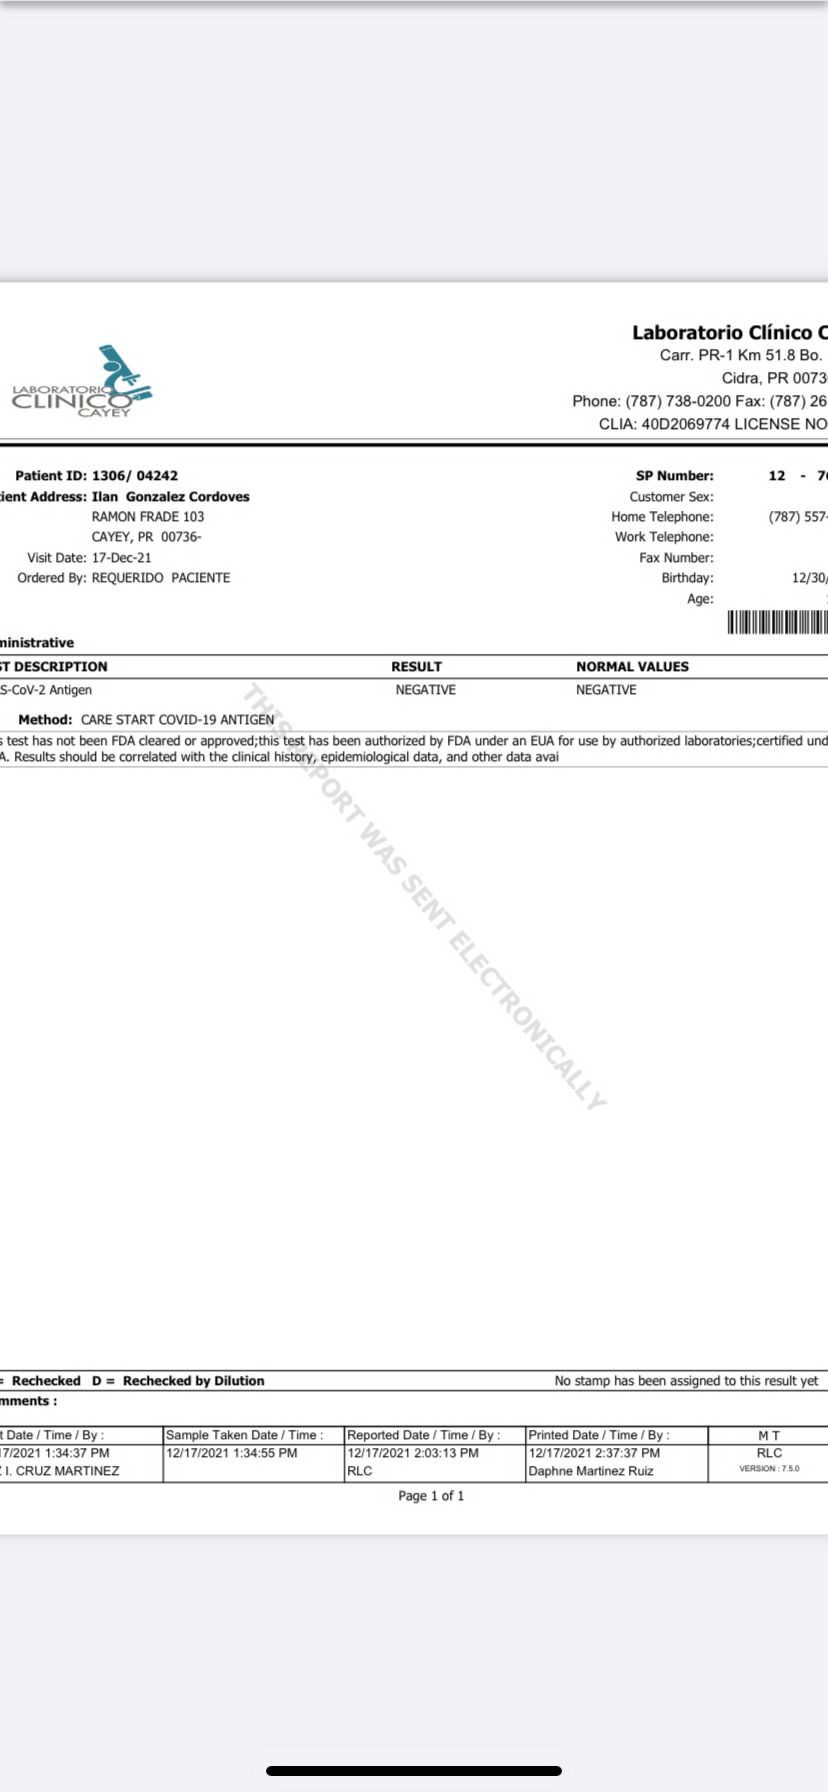 LABORATORIO
CLINICO
CAYEY
Laboratorio Clínico C
Carr. PR-1 Km 51.8 Bo.
Cidra, PR 0073
Phone: (787) 738-0200 Fax: (787) 26
CLIA: 40D2069774 LICENSE NO
Patient ID: 1306/ 04242
ient Address: Ilan Gonzalez Cordoves
RAMON FRADE 103
CAYEY, PR 00736-
Visit Date: 17-Dec-21
Ordered By: REQUERIDO PACIENTE
SP Number: 12 - 7
Customer Sex:
Home Telephone: (787) 557-
Work Telephone:
Fax Number:
Birthday: 12/30/
Age:
ministrative
ST DESCRIPTION RESULT NORMAL VALUES
S-CoV-2 Antigen NEGATIVE NEGATIVE
Method: CARE START COVID-19 ANTIGEN
s test has not been FDA cleared or approved;this test has been authorized by FDA under an EUA for use by authorized laboratories;certified und
A. Results should be correlated with the clinical history, epidemiological data, and other data avai
THIS REPORT WAS SENT ELECTRONICALLY
= Rechecked D = Rechecked by Dilution No stamp has been assigned to this result yet
mments :
t Date / Time / By : Sample Taken Date / Time : Reported Date / Time / By : Printed Date / Time / By : M T
17/2021 1:34:37 PM 12/17/2021 1:34:55 PM 12/17/2021 2:03:13 PM 12/17/2021 2:37:37 PM RLC
I. CRUZ MARTINEZ RLC Daphne Martinez Ruiz VERSION : 7.5.0
Page 1 of 1